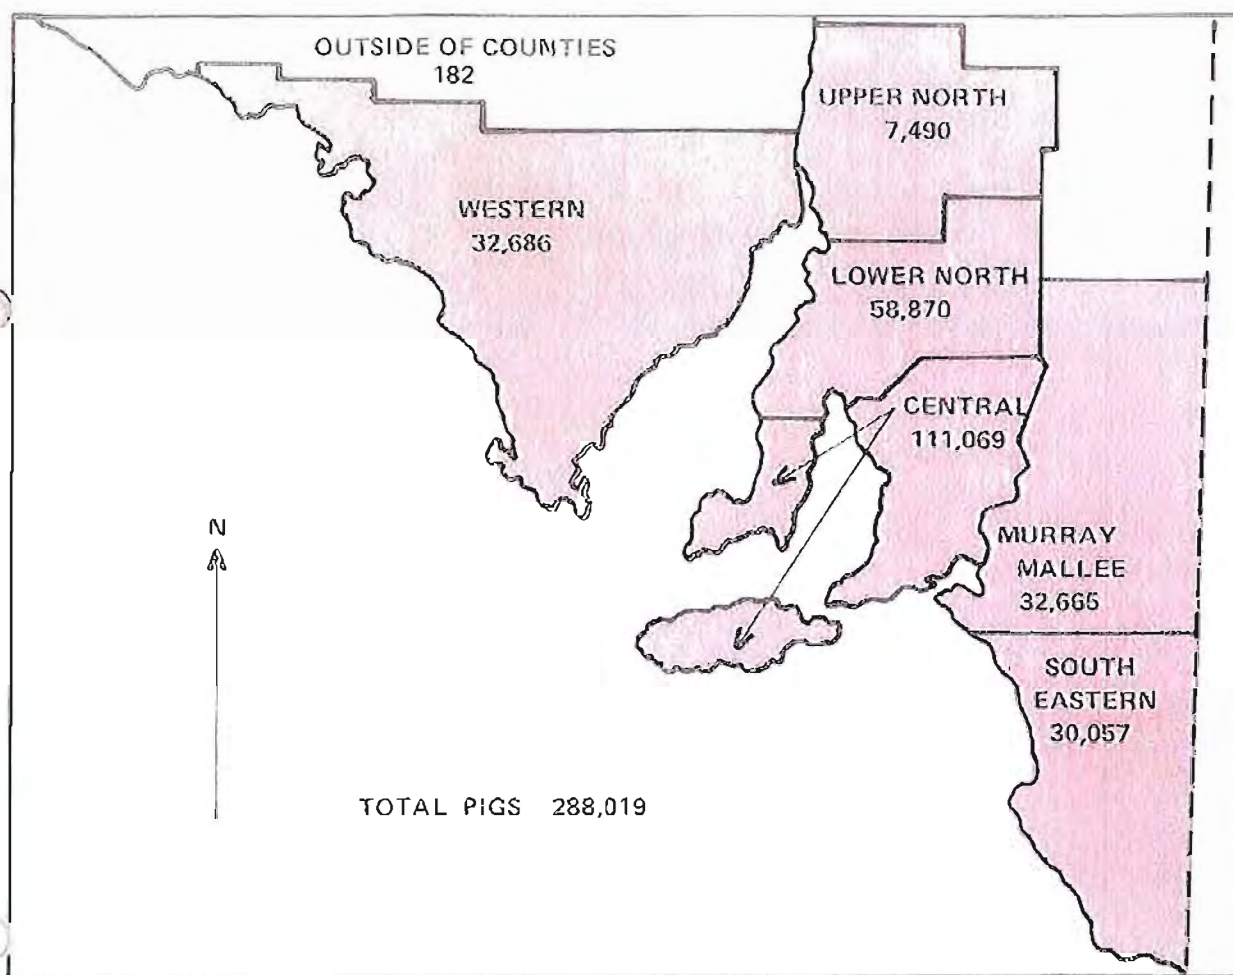 OUTSIDE OF COUNTIES
182
UPPER NORTH
7,490
WESTERN
32,686
LOWER NORTH
58,870
CENTRAL
111,069
N
MURRAY
MALLEE
32,665
SOUTH
EASTERN
30,057
TOTAL PIGS 288,019